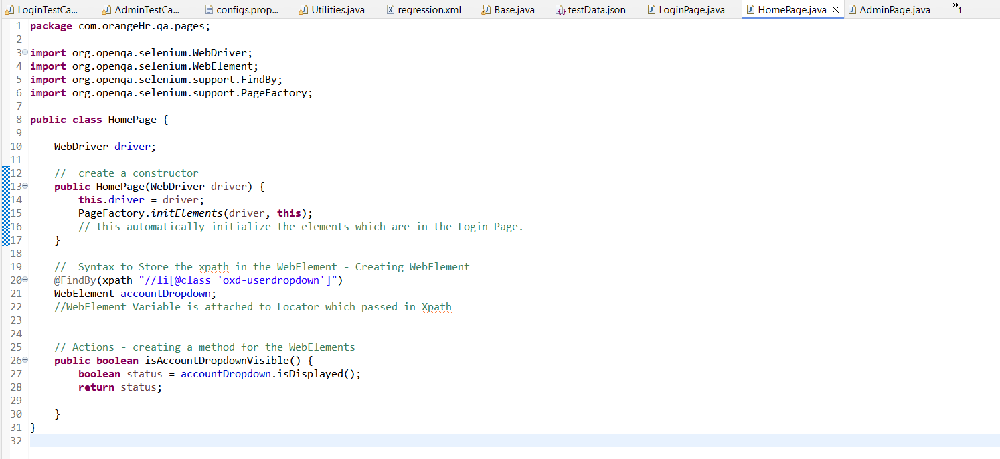 LoginTestCa... AdminTestCa... configs.prop... Utilities.java regression.xml Base.java testData.json LoginPage.java HomePage.java AdminPage.java »1
1 package com.orangeHr.qa.pages;
2
3 import org.openqa.selenium.WebDriver;
4 import org.openqa.selenium.WebElement;
5 import org.openqa.selenium.support.FindBy;
6 import org.openqa.selenium.support.PageFactory;
7
8 public class HomePage {
9
10     WebDriver driver;
11
12     //  create a constructor
13     public HomePage(WebDriver driver) {
14         this.driver = driver;
15         PageFactory.initElements(driver, this);
16         // this automatically initialize the elements which are in the Login Page.
17     }
18
19     //  Syntax to Store the xpath in the WebElement - Creating WebElement
20     @FindBy(xpath="//li[@class='oxd-userdropdown']")
21     WebElement accountDropdown;
22     //WebElement Variable is attached to Locator which passed in Xpath
23
24
25     // Actions - creating a method for the WebElements
26     public boolean isAccountDropdownVisible() {
27         boolean status = accountDropdown.isDisplayed();
28         return status;
29
30     }
31 }
32